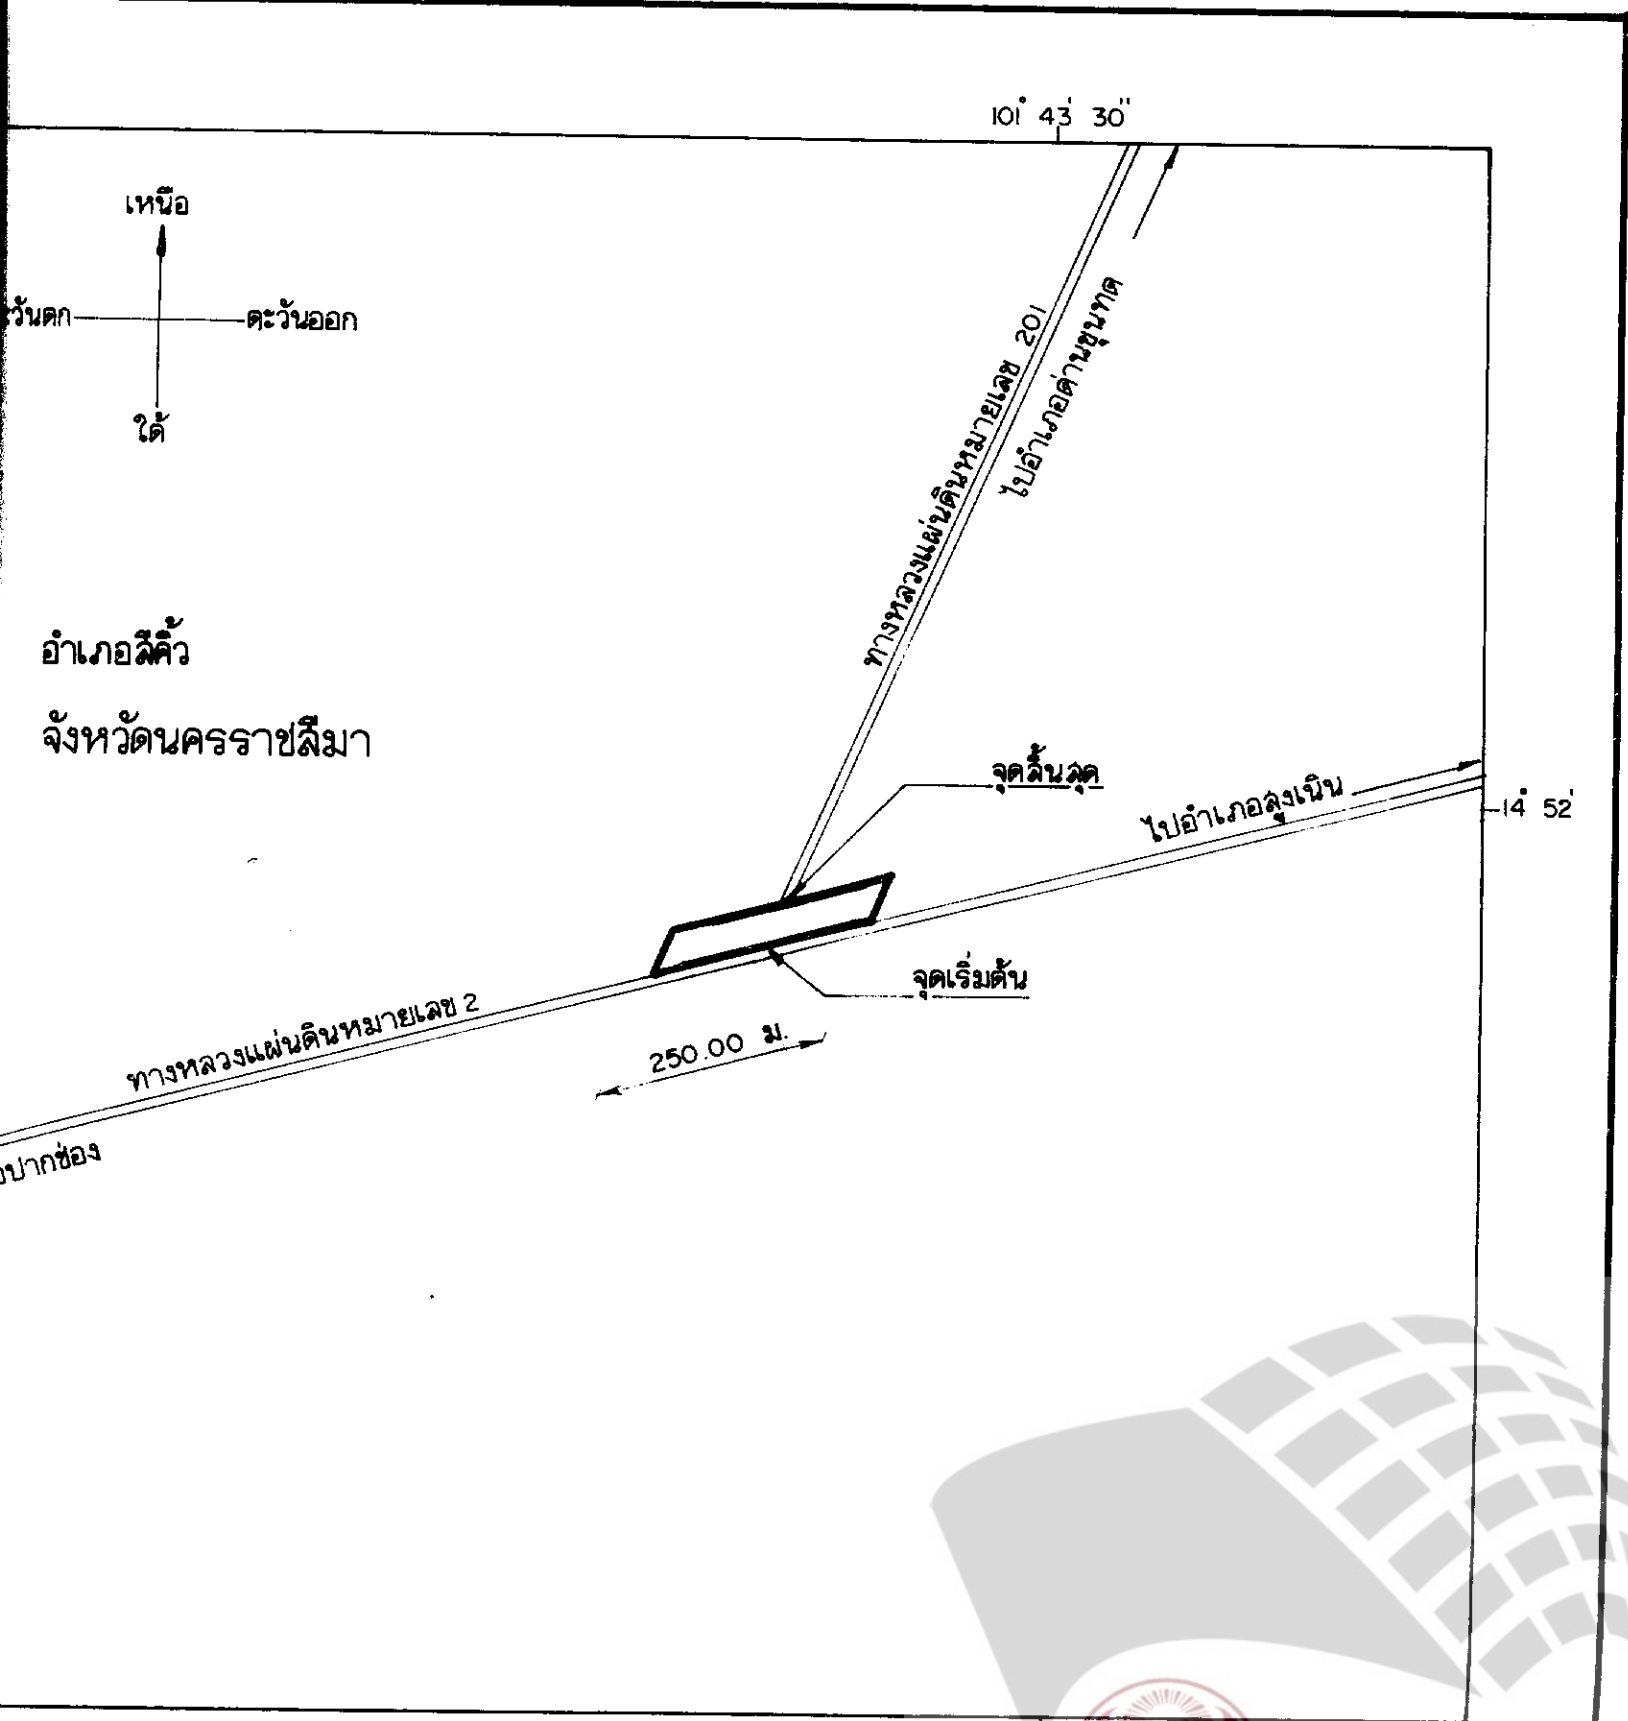 101° 43' 30"
เหนือ
ะวันตก
ตะวันออก
ใต้
ทางหลวงแผ่นดินหมายเลข 201
ไปอำเภอด่านขุนทด
อำเภอสีคิ้ว
จังหวัดนครราชสีมา
จุดสิ้นสุด
ไปอำเภอสูงเนิน
14° 52'
จุดเริ่มต้น
ทางหลวงแผ่นดินหมายเลข 2
250.00 ม.
อปากช่อง